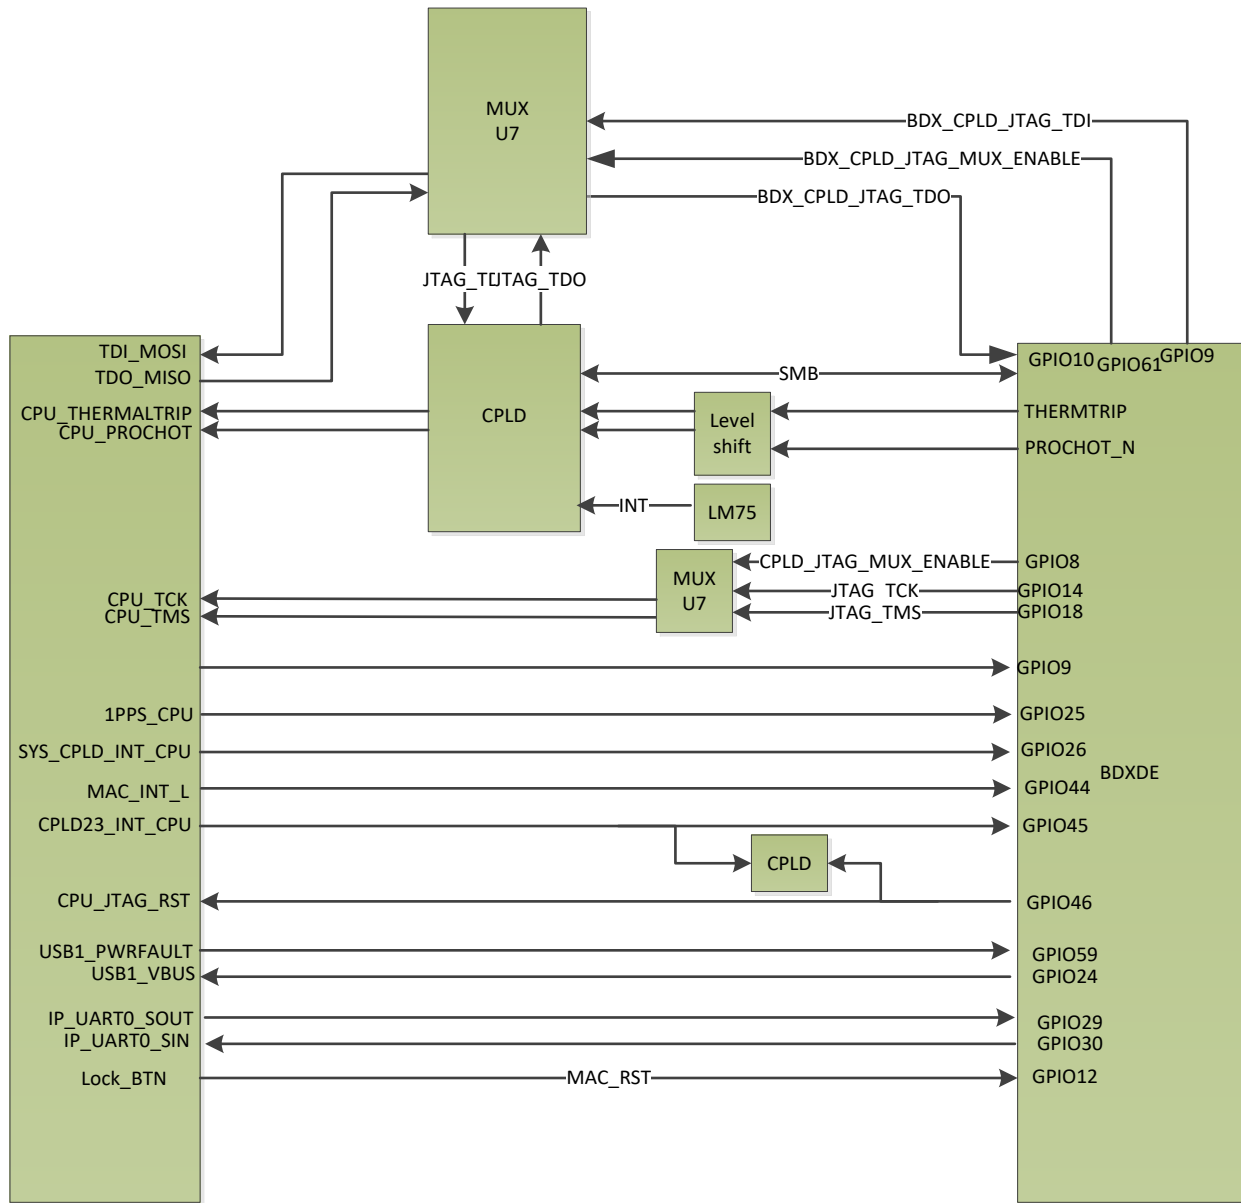 MUX
U7
BDX_CPLD_JTAG_TDI
BDX_CPLD_JTAG_MUX_ENABLE
BDX_CPLD_JTAG_TDO
JTAG_TDO
TDI_MOSI
TDO_MISO
CPU_THERMALTRIP
CPU_PROCHOT
CPLD
SMB
Level
shift
INT
LM75
GPIO10
GPIO61
GPIO9
THERMTRIP
PROCHOT_N
MUX
U7
CPLD_JTAG_MUX_ENABLE
JTAG_TCK
JTAG_TMS
GPIO8
GPIO14
GPIO18
CPU_TCK
CPU_TMS
GPIO9
1PPS_CPU
GPIO25
SYS_CPLD_INT_CPU
GPIO26
BDXDE
MAC_INT_L
GPIO44
CPLD23_INT_CPU
GPIO45
CPLD
CPU_JTAG_RST
GPIO46
USB1_PWRFAULT
GPIO59
USB1_VBUS
GPIO24
IP_UART0_SOUT
GPIO29
IP_UART0_SIN
GPIO30
Lock_BTN
MAC_RST
GPIO12